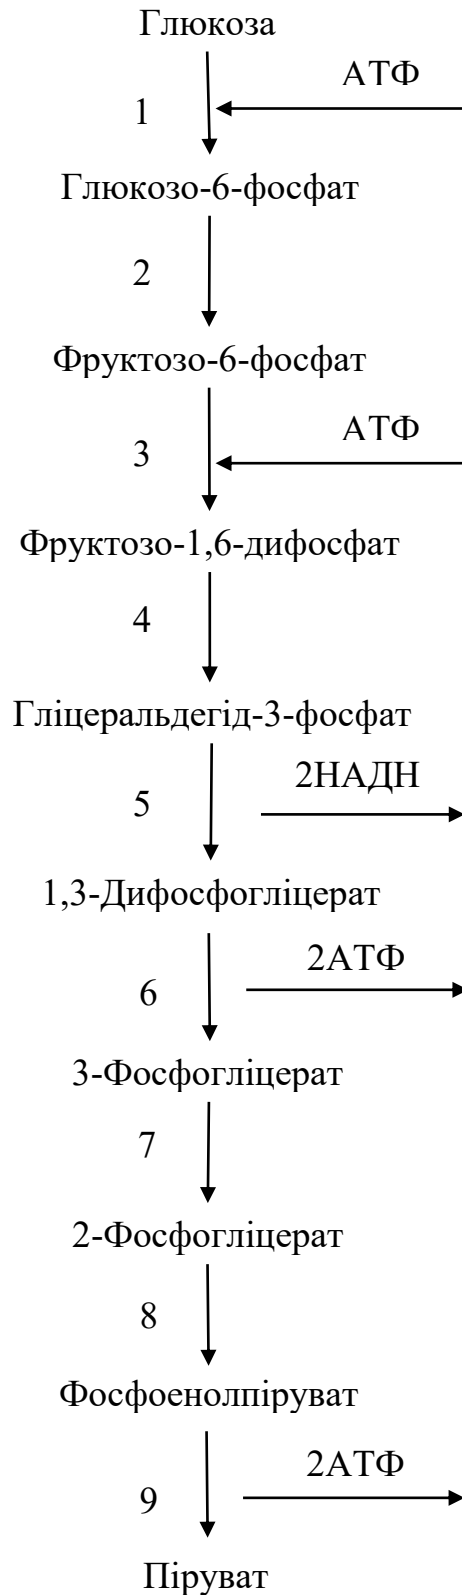 Глюкоза
АТФ
1
Глюкозо-6-фосфат
2
Фруктозо-6-фосфат
АТФ
3
Фруктозо-1,6-дифосфат
4
Гліцеральдегід-3-фосфат
2НАДН
5
1,3-Дифосфогліцерат
2АТФ
6
3-Фосфогліцерат
7
2-Фосфогліцерат
8
Фосфоенолпіруват
2АТФ
9
Піруват